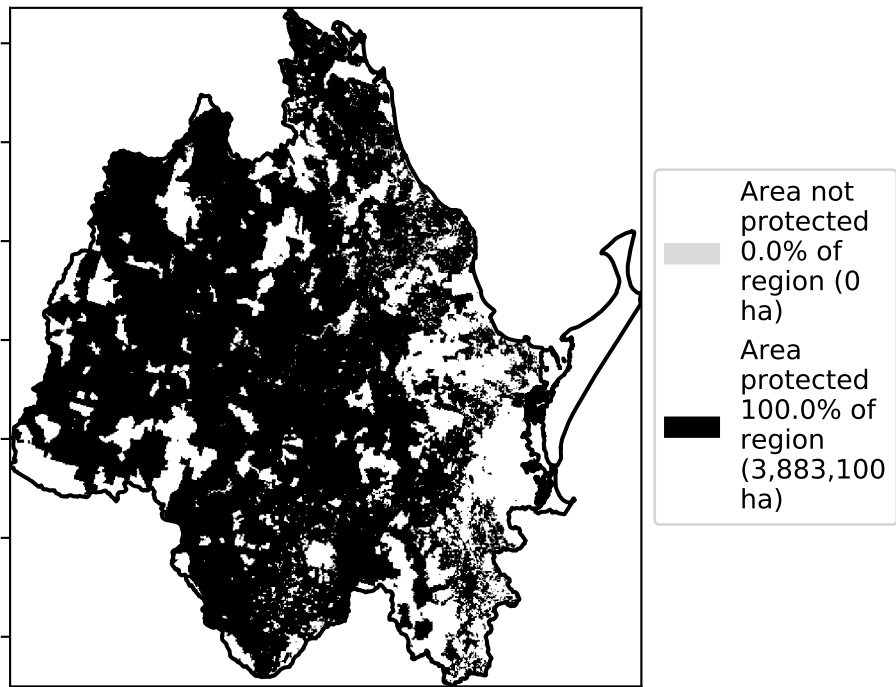 Area not
protected
0.0% of
region (0
ha)
Area
protected
100.0% of
region
(3,883,100
ha)